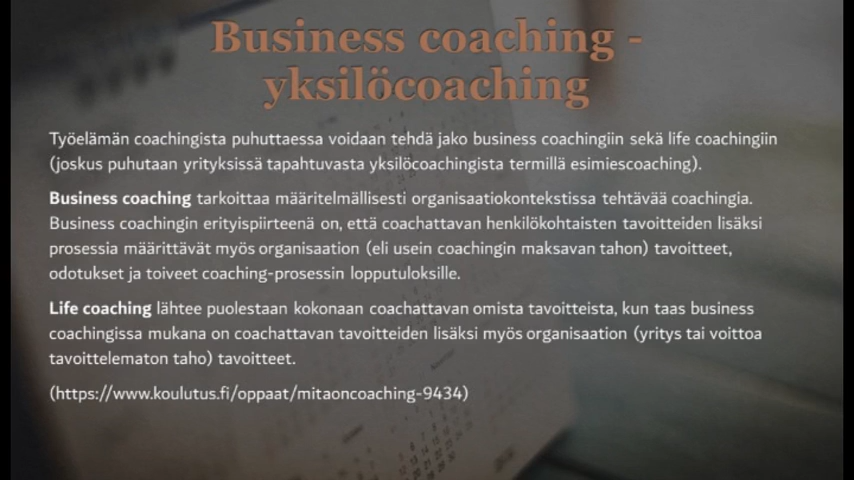 Business coaching -
yksilöcoaching
Työelämän coachingista puhuttaessa voidaan tehdä jako business coachingiin sekä life coachingiin
(joskus puhutaan yrityksissä tapahtuvasta yksilöcoachingista termillä esimiescoaching).
Business coaching tarkoittaa määritelmällisesti organisaatiokontekstissa tehtävää coachingia.
Business coachingin erityispiirteenä on, että coachattavan henkilökohtaisten tavoitteiden lisäksi
prosessia määrittävät myös organisaation (eli usein coachingin maksavan tahon) tavoitteet,
odotukset ja toiveet coaching-prosessin lopputuloksille.
Life coaching lähtee puolestaan kokonaan coachattavan omista tavoitteista, kun taas business
coachingissa mukana on coachattavan tavoitteiden lisäksi myös organisaation (yritys tai voittoa
tavoittelematon taho) tavoitteet.
(https://www.koulutus.fi/oppaat/mitaoncoaching-9434)